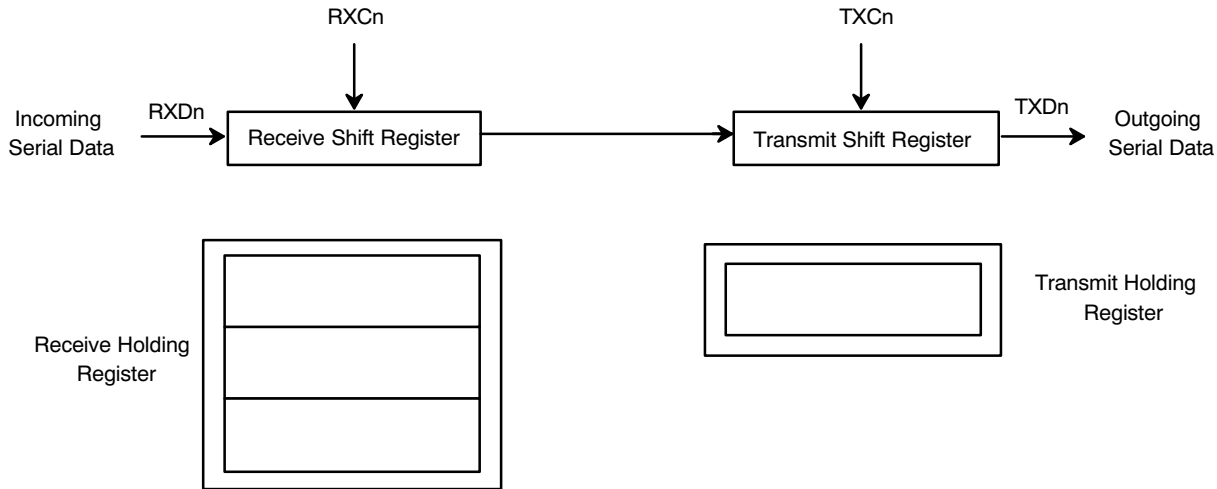 RXCn
TXCn
Incoming
Serial Data
RXDn
Receive Shift Register
Transmit Shift Register
TXDn
Outgoing
Serial Data
Receive Holding
Register
Transmit Holding
Register